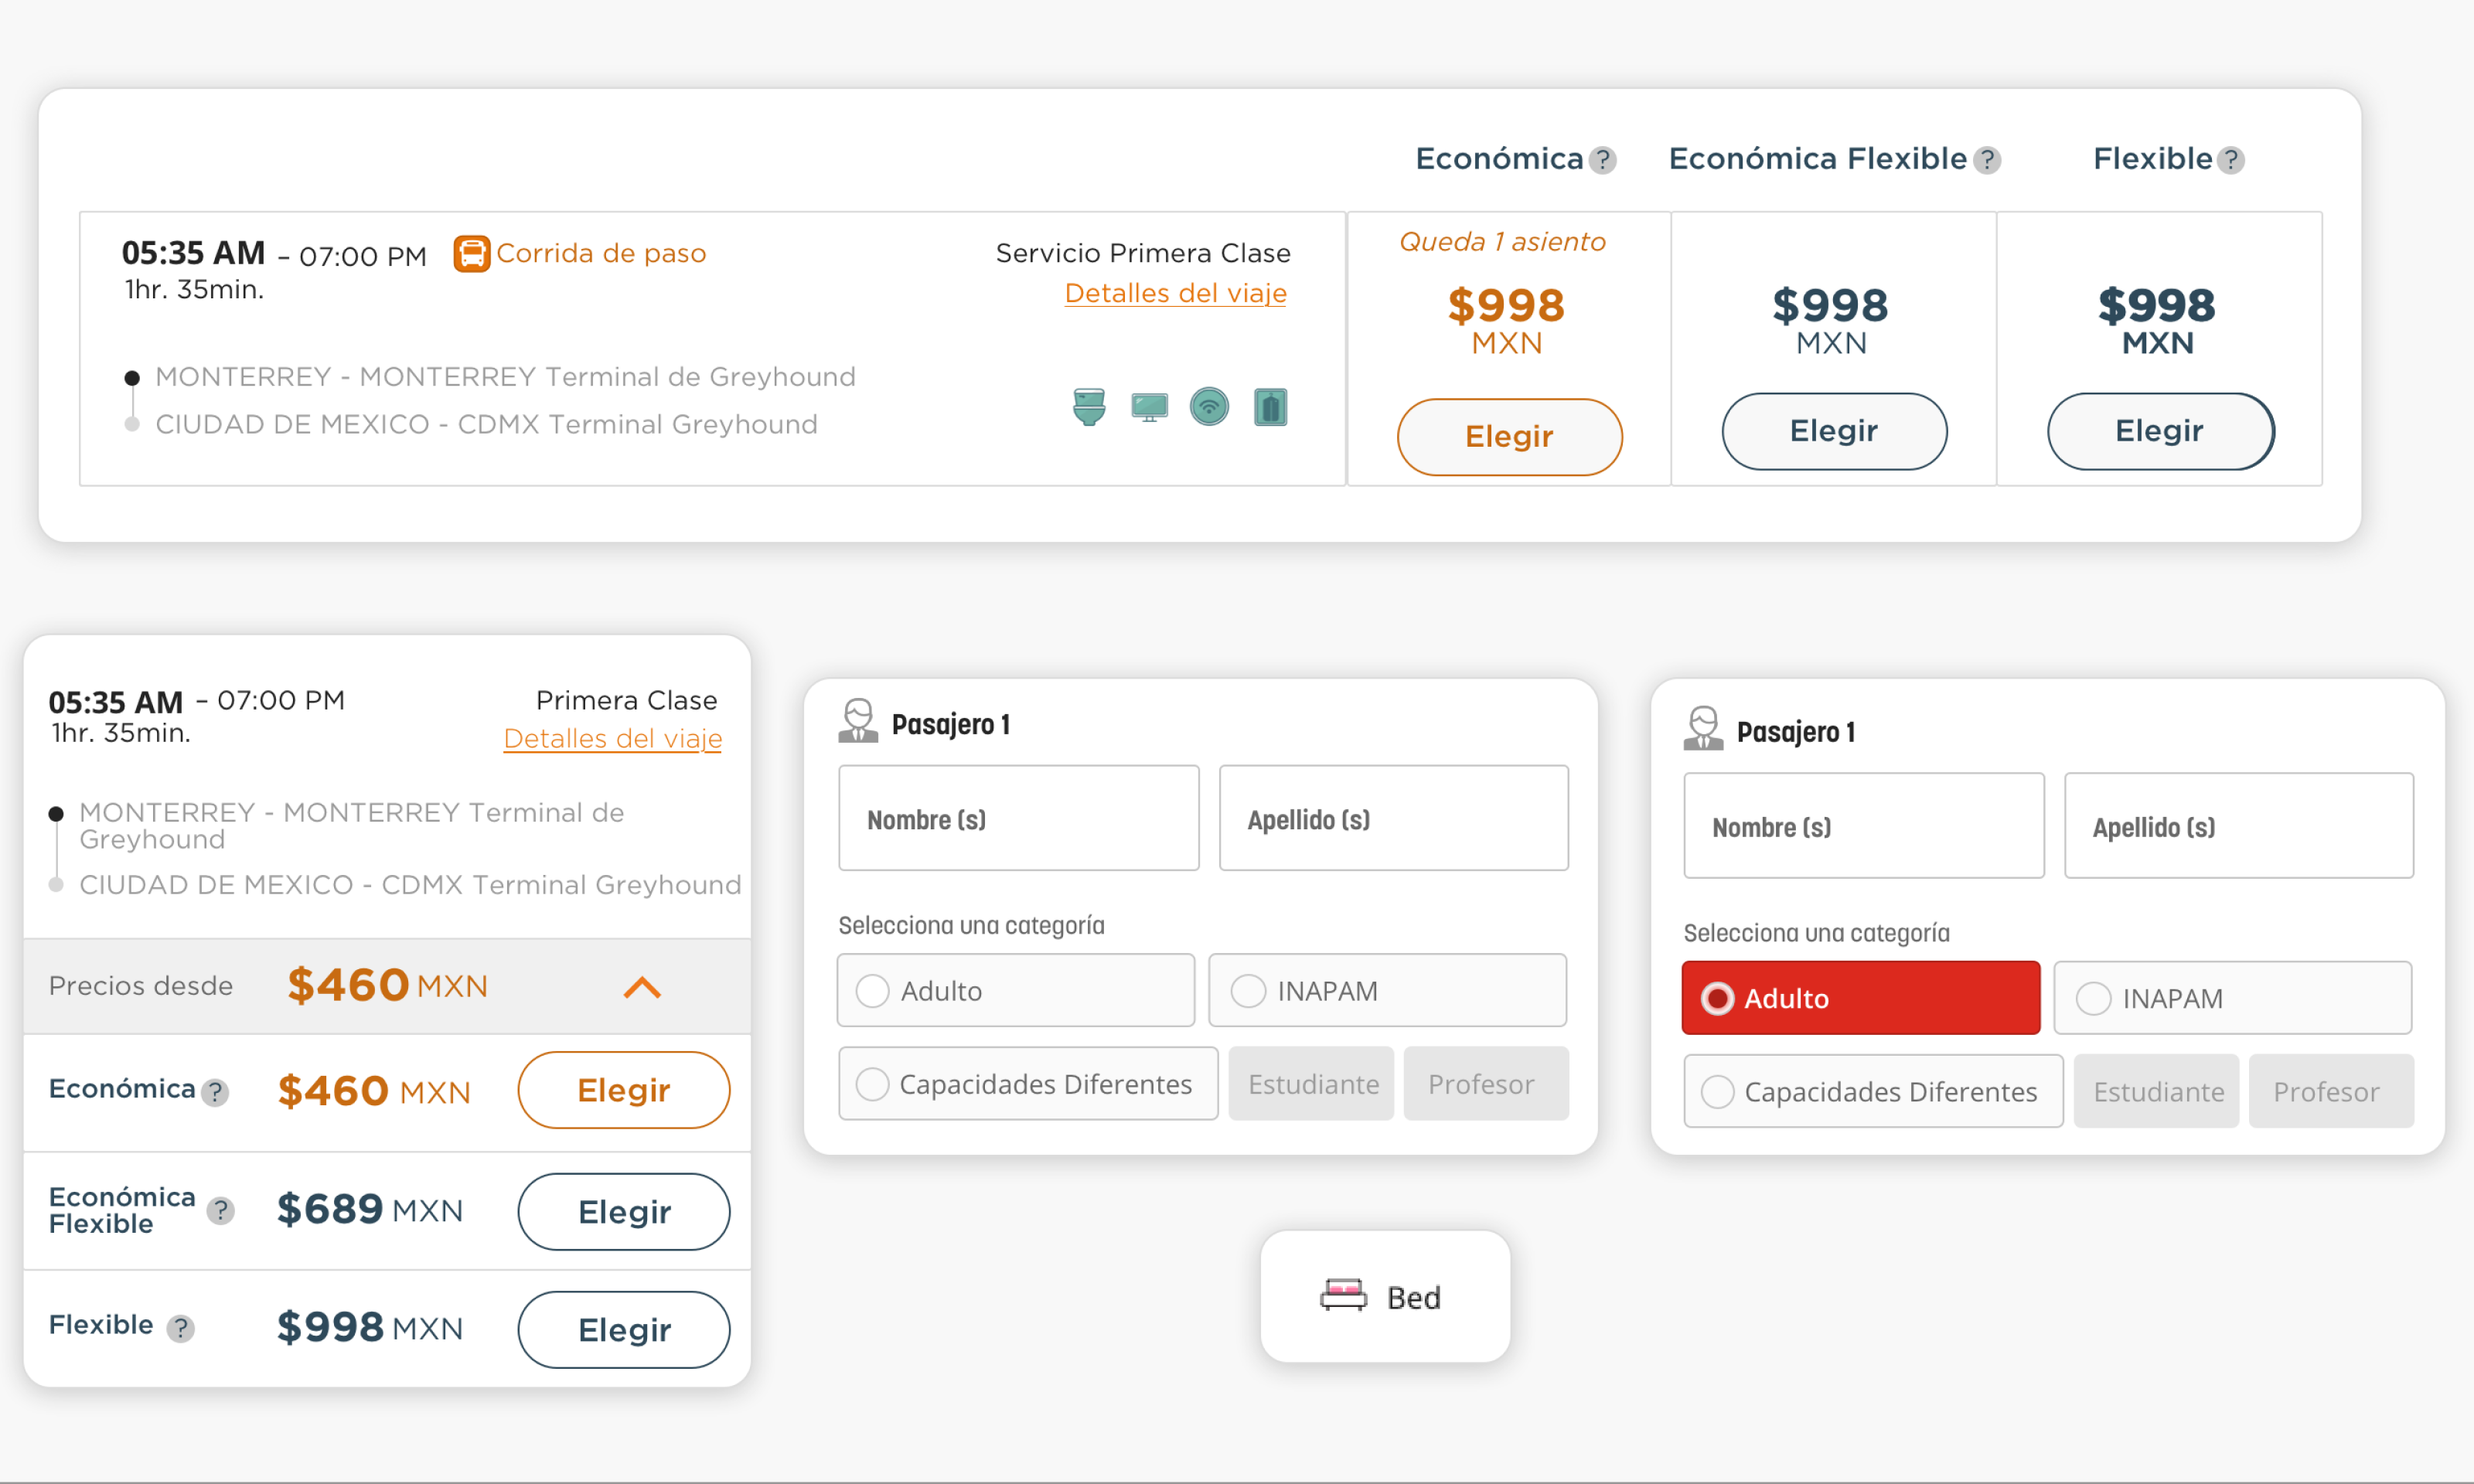 Económica ? Económica Flexible ? Flexible ?
05:35 AM – 07:00 PM Corrida de paso
1hr. 35min.
Servicio Primera Clase
Detalles del viaje
MONTERREY - MONTERREY Terminal de Greyhound
CIUDAD DE MEXICO - CDMX Terminal Greyhound
Queda 1 asiento
$998
MXN
Elegir
$998
MXN
Elegir
$998
MXN
Elegir
05:35 AM – 07:00 PM
1hr. 35min.
Primera Clase
Detalles del viaje
MONTERREY - MONTERREY Terminal de
Greyhound
CIUDAD DE MEXICO - CDMX Terminal Greyhound
Precios desde $460 MXN
Económica ? $460 MXN Elegir
Económica
Flexible ? $689 MXN Elegir
Flexible ? $998 MXN Elegir
Pasajero 1
Nombre (s) Apellido (s)
Selecciona una categoría
Adulto INAPAM
Capacidades Diferentes Estudiante Profesor
Pasajero 1
Nombre (s) Apellido (s)
Selecciona una categoría
Adulto INAPAM
Capacidades Diferentes Estudiante Profesor
Bed